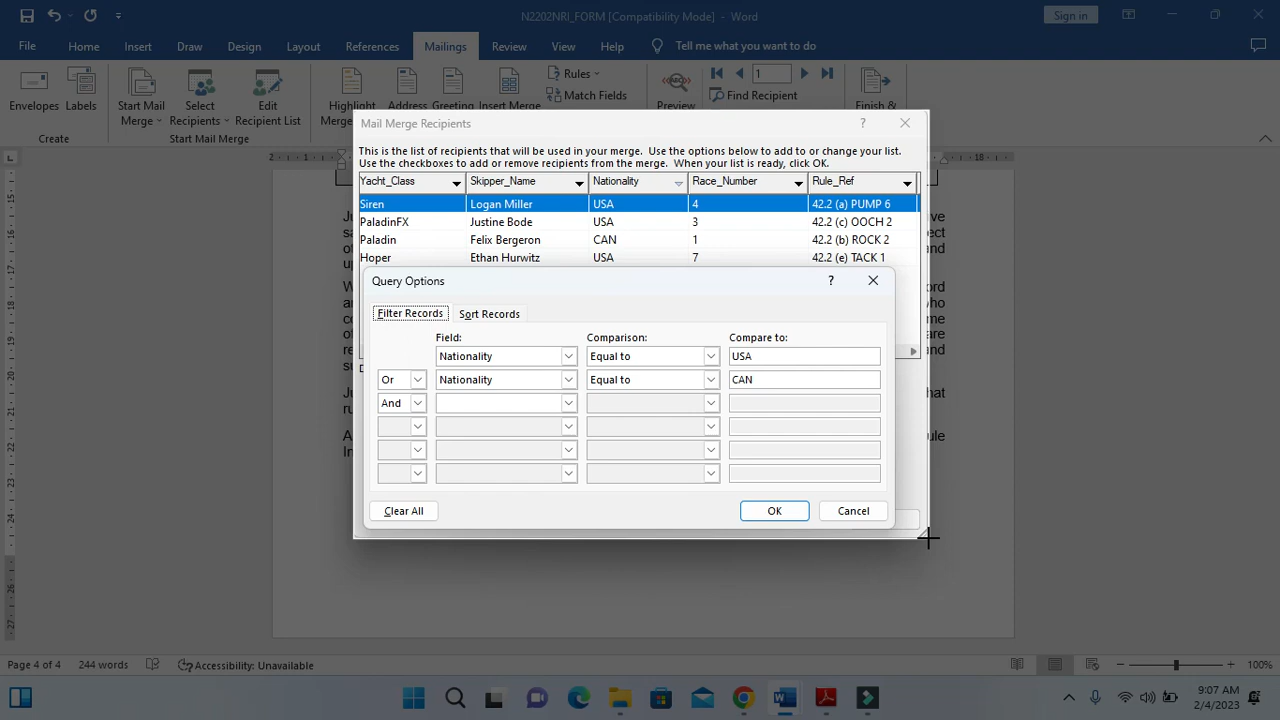 N2202NRI_FORM [Compatibility Mode] - Word
Sign in
File Home Insert Draw Design Layout References Mailings Review View Help Tell me what you want to do
Envelopes Labels
Start Mail Merge
Select Recipients
Edit Recipient List
Highlight Merge
Address Greeting Insert Merge
Rules
Match Fields
Preview
1
Find Recipient
Finish &
Create
Start Mail Merge
Mail Merge Recipients
This is the list of recipients that will be used in your merge. Use the options below to add to or change your list.
Use the checkboxes to add or remove recipients from the merge. When your list is ready, click OK.
Yacht_Class Skipper_Name Nationality Race_Number Rule_Ref
Siren Logan Miller USA 4 42.2 (a) PUMP 6
PaladinFX Justine Bode USA 3 42.2 (c) OOCH 2
Paladin Felix Bergeron CAN 1 42.2 (b) ROCK 2
Hoper Ethan Hurwitz USA 7 42.2 (e) TACK 1
Query Options
Filter Records Sort Records
Field: Comparison: Compare to:
Nationality Equal to USA
Or Nationality Equal to CAN
And
Clear All OK Cancel
Page 4 of 4 244 words Accessibility: Unavailable 100%
9:07 AM
2/4/2023